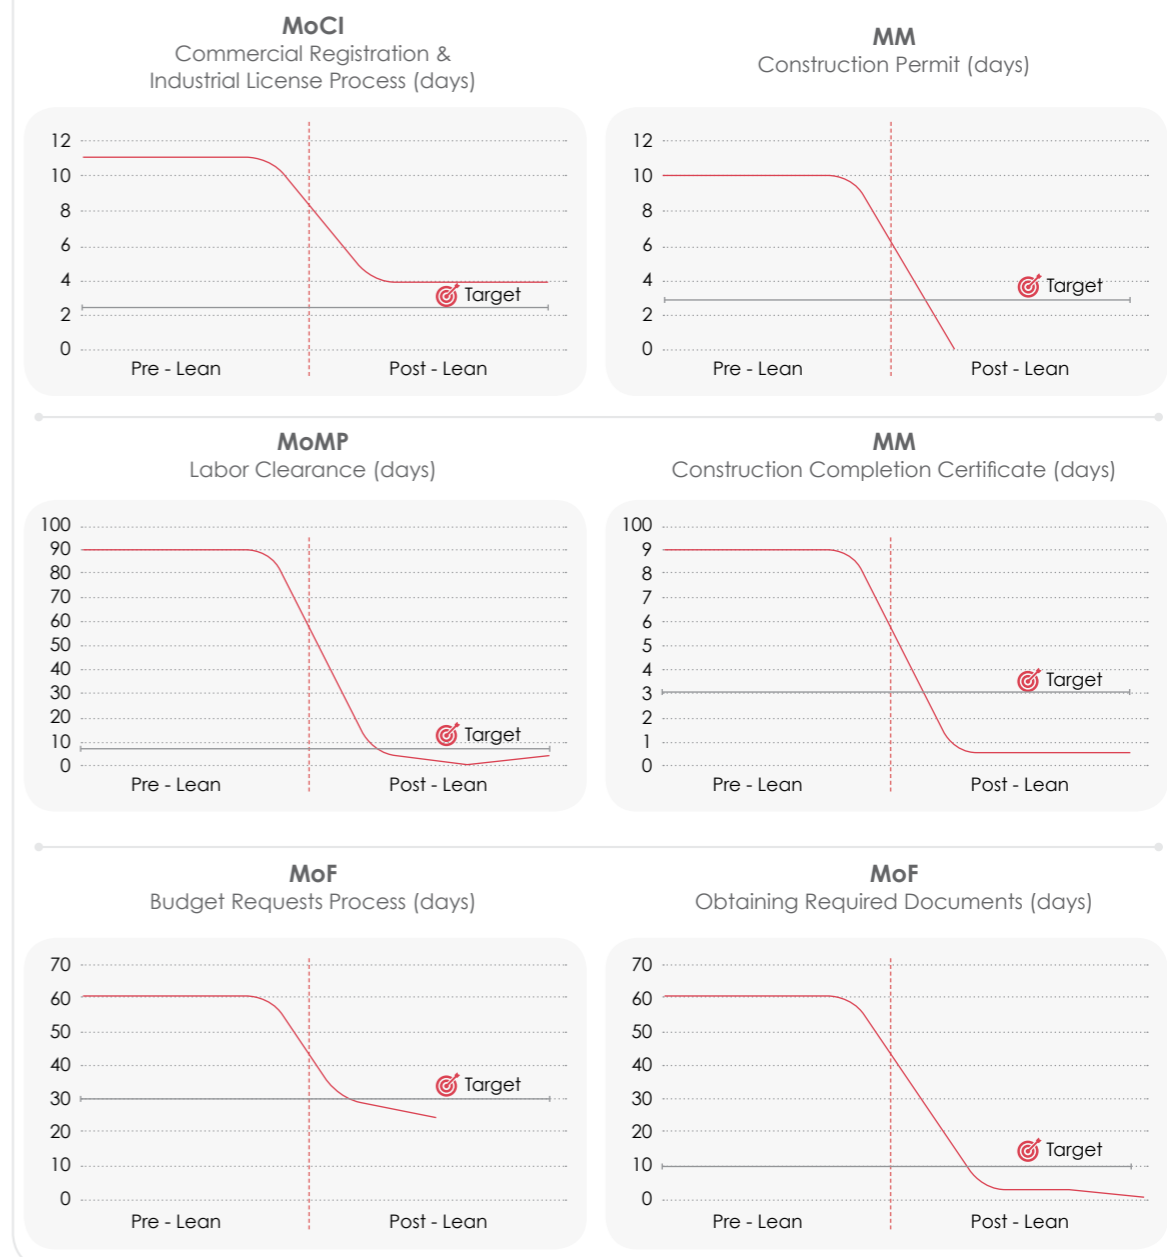 MoCI
Commercial Registration &
Industrial License Process (days)
12
10
8
6
4
2
0
Target
Pre - Lean
Post - Lean
MM
Construction Permit (days)
12
10
8
6
4
2
0
Target
Pre - Lean
Post - Lean
MoMP
Labor Clearance (days)
100
90
80
70
60
50
40
30
20
10
0
Target
Pre - Lean
Post - Lean
MM
Construction Completion Certificate (days)
100
9
8
7
6
5
4
3
2
1
0
Target
Pre - Lean
Post - Lean
MoF
Budget Requests Process (days)
70
60
50
40
30
20
10
0
Target
Pre - Lean
Post - Lean
MoF
Obtaining Required Documents (days)
70
60
50
40
30
20
10
0
Target
Pre - Lean
Post - Lean